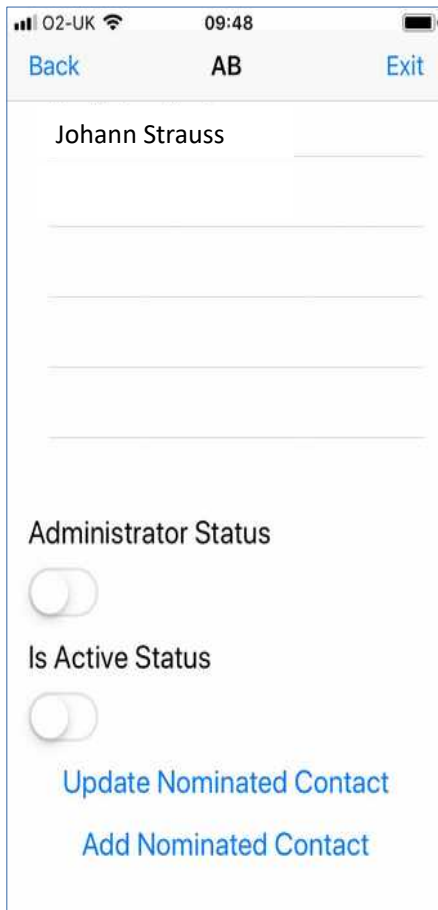 O2-UK 09:48
Back AB Exit
Johann Strauss
Administrator Status
Is Active Status
Update Nominated Contact
Add Nominated Contact